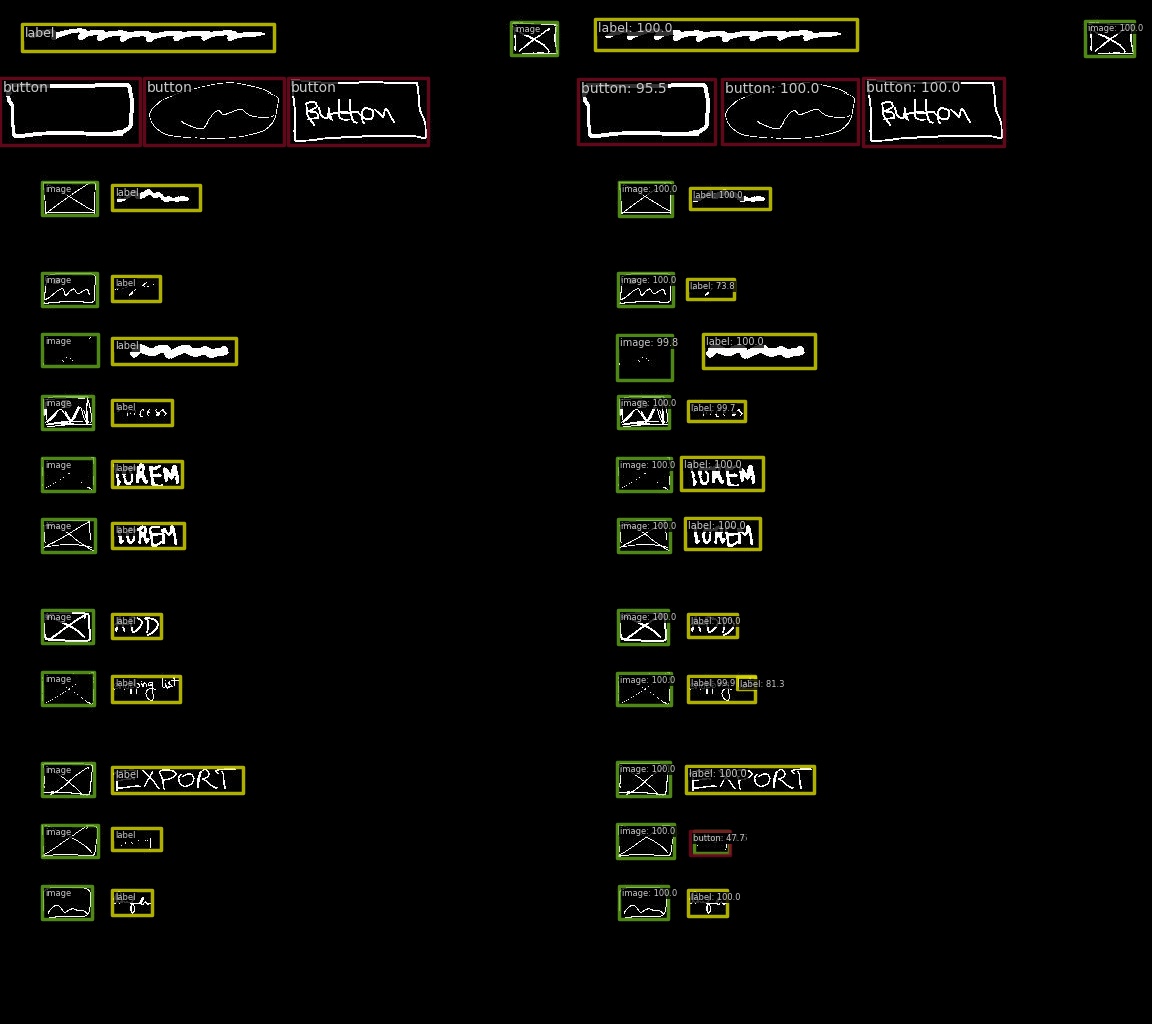 label image label: 100.0 image: 100.0
button button button button: 95.5 button: 100.0 button: 100.0
Button Button
image label image: 100.0 label: 100.0
image label image: 100.0 label: 73.8
image label image: 99.8 label: 100.0
image label image: 100.0 label: 99.7
image label image: 100.0 label: 100.0
LOREM LOREM
image label image: 100.0 label: 100.0
LOREM LOREM
image label image: 100.0 label: 100.0
image label image: 100.0 label: 99.9 label: 81.3
list
image label image: 100.0 label: 100.0
EXPORT EXPORT
image label image: 100.0 button: 47.7
image label image: 100.0 label: 100.0